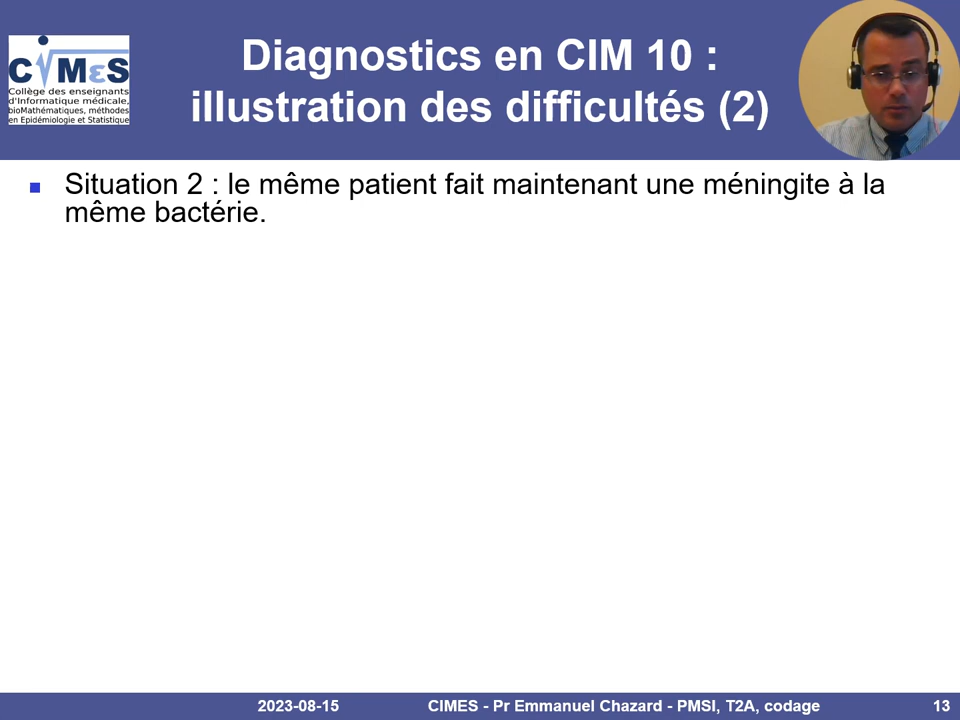 Diagnostics en CIM 10 :
illustration des difficultés (2)
CIMES
Collège des enseignants
d'Informatique médicale,
bioMathématiques, méthodes
en Epidémiologie et Statistique
Situation 2 : le même patient fait maintenant une méningite à la
même bactérie.
2023-08-15 CIMES - Pr Emmanuel Chazard - PMSI, T2A, codage 13